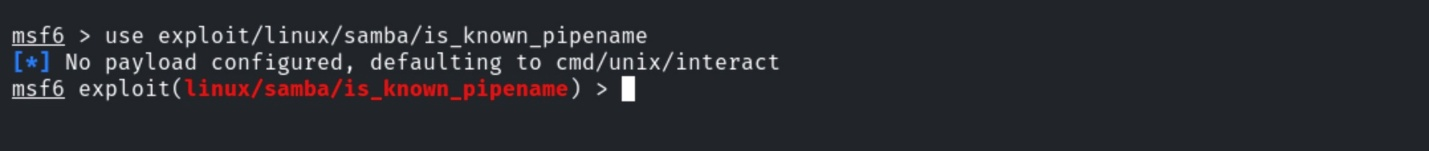 msf6 > use exploit/linux/samba/is_known_pipename
[*] No payload configured, defaulting to cmd/unix/interact
msf6 exploit(linux/samba/is_known_pipename) >